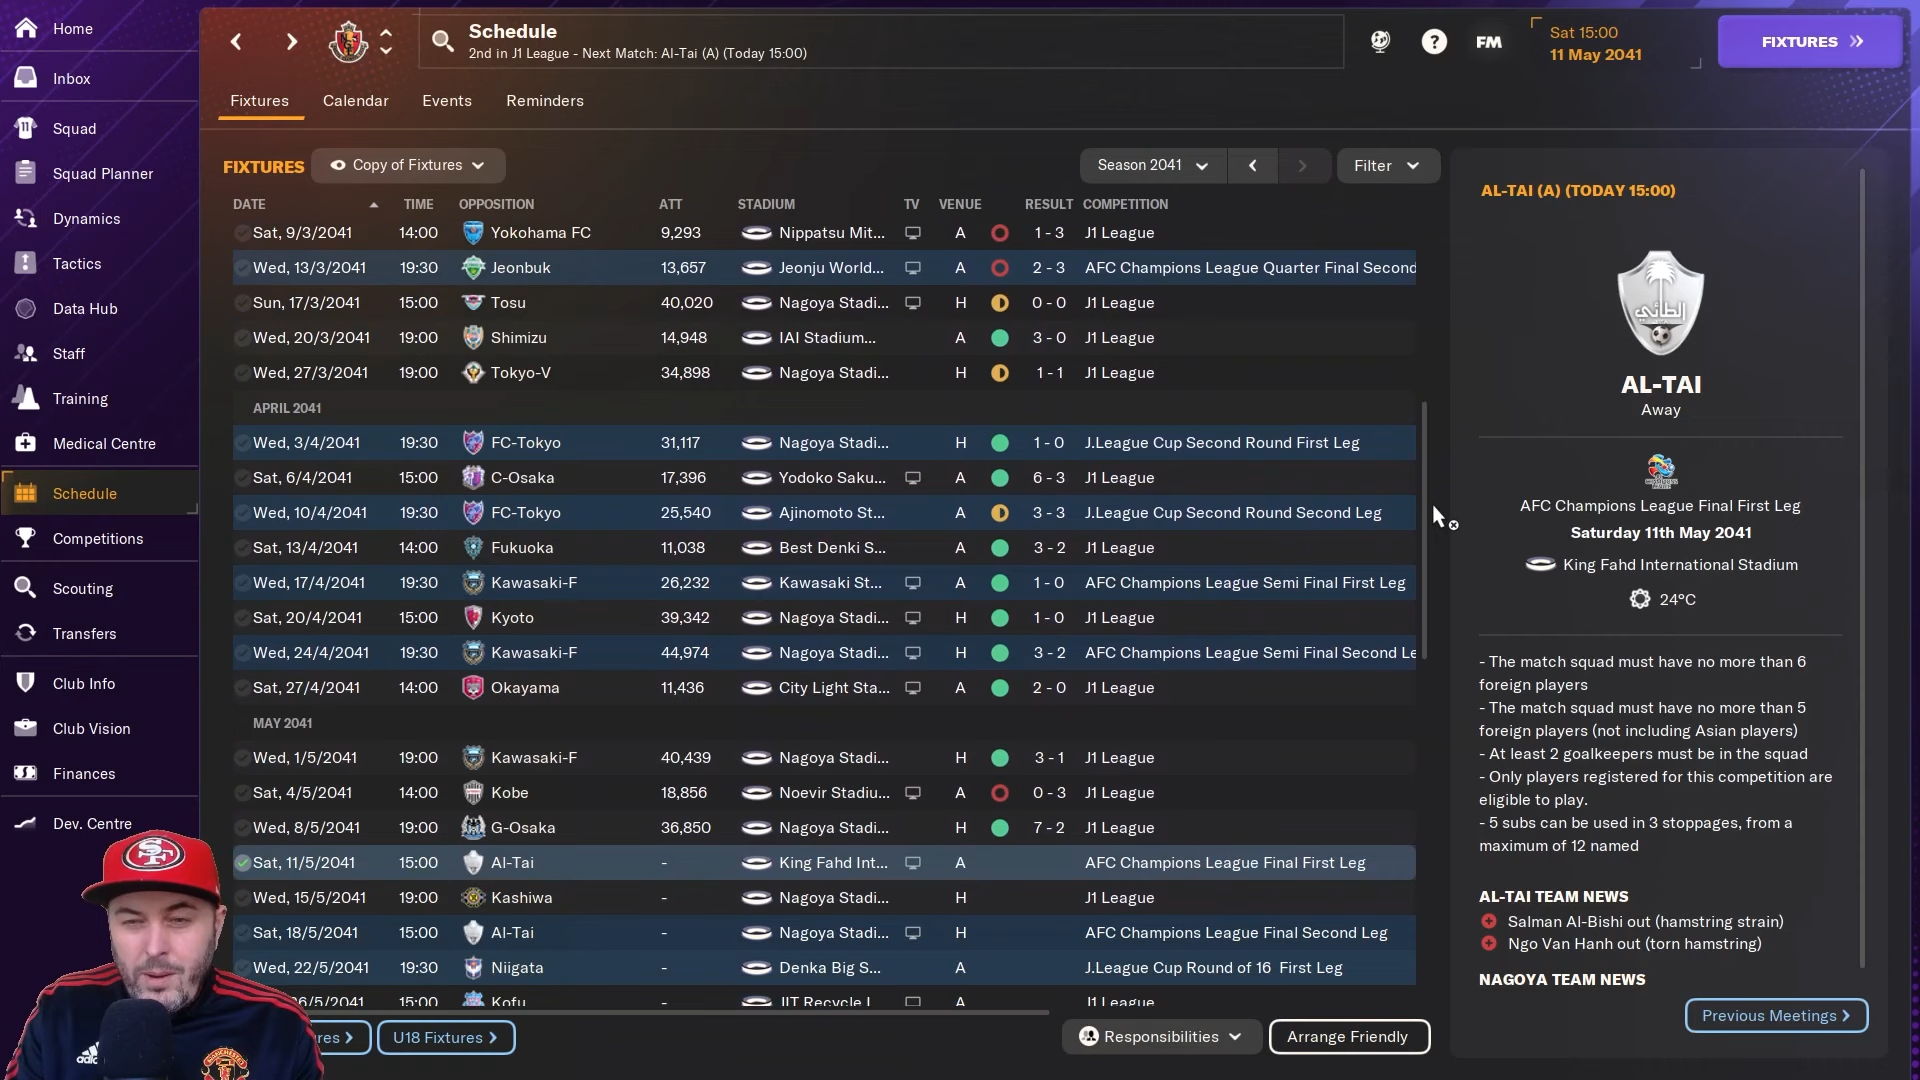 Home
Inbox
Squad
Squad Planner
Dynamics
Tactics
Data Hub
Staff
Training
Medical Centre
Schedule
Competitions
Scouting
Transfers
Club Info
Club Vision
Finances
Dev. Centre
Schedule
2nd in J1 League - Next Match: Al-Tai (A) (Today 15:00)
FM
Sat 15:00
11 May 2041
FIXTURES
Fixtures Calendar Events Reminders
FIXTURES Copy of Fixtures Season 2041 Filter
DATE TIME OPPOSITION ATT STADIUM TV VENUE RESULT COMPETITION
Sat, 9/3/2041 14:00 Yokohama FC 9,293 Nippatsu Mit... A 1 - 3 J1 League
Wed, 13/3/2041 19:30 Jeonbuk 13,657 Jeonju World... A 2 - 3 AFC Champions League Quarter Final Second
Sun, 17/3/2041 15:00 Tosu 40,020 Nagoya Stadi... H 0 - 0 J1 League
Wed, 20/3/2041 19:00 Shimizu 14,948 IAI Stadium... A 3 - 0 J1 League
Wed, 27/3/2041 19:00 Tokyo-V 34,898 Nagoya Stadi... H 1 - 1 J1 League
APRIL 2041
Wed, 3/4/2041 19:30 FC-Tokyo 31,117 Nagoya Stadi... H 1 - 0 J.League Cup Second Round First Leg
Sat, 6/4/2041 15:00 C-Osaka 17,396 Yodoko Saku... A 6 - 3 J1 League
Wed, 10/4/2041 19:30 FC-Tokyo 25,540 Ajinomoto St... A 3 - 3 J.League Cup Second Round Second Leg
Sat, 13/4/2041 14:00 Fukuoka 11,038 Best Denki S... A 3 - 2 J1 League
Wed, 17/4/2041 19:30 Kawasaki-F 26,232 Kawasaki St... A 1 - 0 AFC Champions League Semi Final First Leg
Sat, 20/4/2041 15:00 Kyoto 39,342 Nagoya Stadi... H 1 - 0 J1 League
Wed, 24/4/2041 19:30 Kawasaki-F 44,974 Nagoya Stadi... H 3 - 2 AFC Champions League Semi Final Second Le
Sat, 27/4/2041 14:00 Okayama 11,436 City Light Sta... A 2 - 0 J1 League
MAY 2041
Wed, 1/5/2041 19:00 Kawasaki-F 40,439 Nagoya Stadi... H 3 - 1 J1 League
Sat, 4/5/2041 14:00 Kobe 18,856 Noevir Stadiu... A 0 - 3 J1 League
Wed, 8/5/2041 19:00 G-Osaka 36,850 Nagoya Stadi... H 7 - 2 J1 League
Sat, 11/5/2041 15:00 Al-Tai - King Fahd Int... A AFC Champions League Final First Leg
Wed, 15/5/2041 19:00 Kashiwa - Nagoya Stadi... H J1 League
Sat, 18/5/2041 15:00 Al-Tai - Nagoya Stadi... H AFC Champions League Final Second Leg
Wed, 22/5/2041 19:30 Niigata - Denka Big S... A J.League Cup Round of 16 First Leg
26/5/2041 15:00 Kofu - JIT Recycle I... A J1 League
res U18 Fixtures Responsibilities Arrange Friendly
AL-TAI (A) (TODAY 15:00)
الطائي
AL-TAI
Away
AFC Champions League Final First Leg
Saturday 11th May 2041
King Fahd International Stadium
24°C
- The match squad must have no more than 6
foreign players
- The match squad must have no more than 5
foreign players (not including Asian players)
- At least 2 goalkeepers must be in the squad
- Only players registered for this competition are
eligible to play.
- 5 subs can be used in 3 stoppages, from a
maximum of 12 named
AL-TAI TEAM NEWS
Salman Al-Bishi out (hamstring strain)
Ngo Van Hanh out (torn hamstring)
NAGOYA TEAM NEWS
Previous Meetings
SF